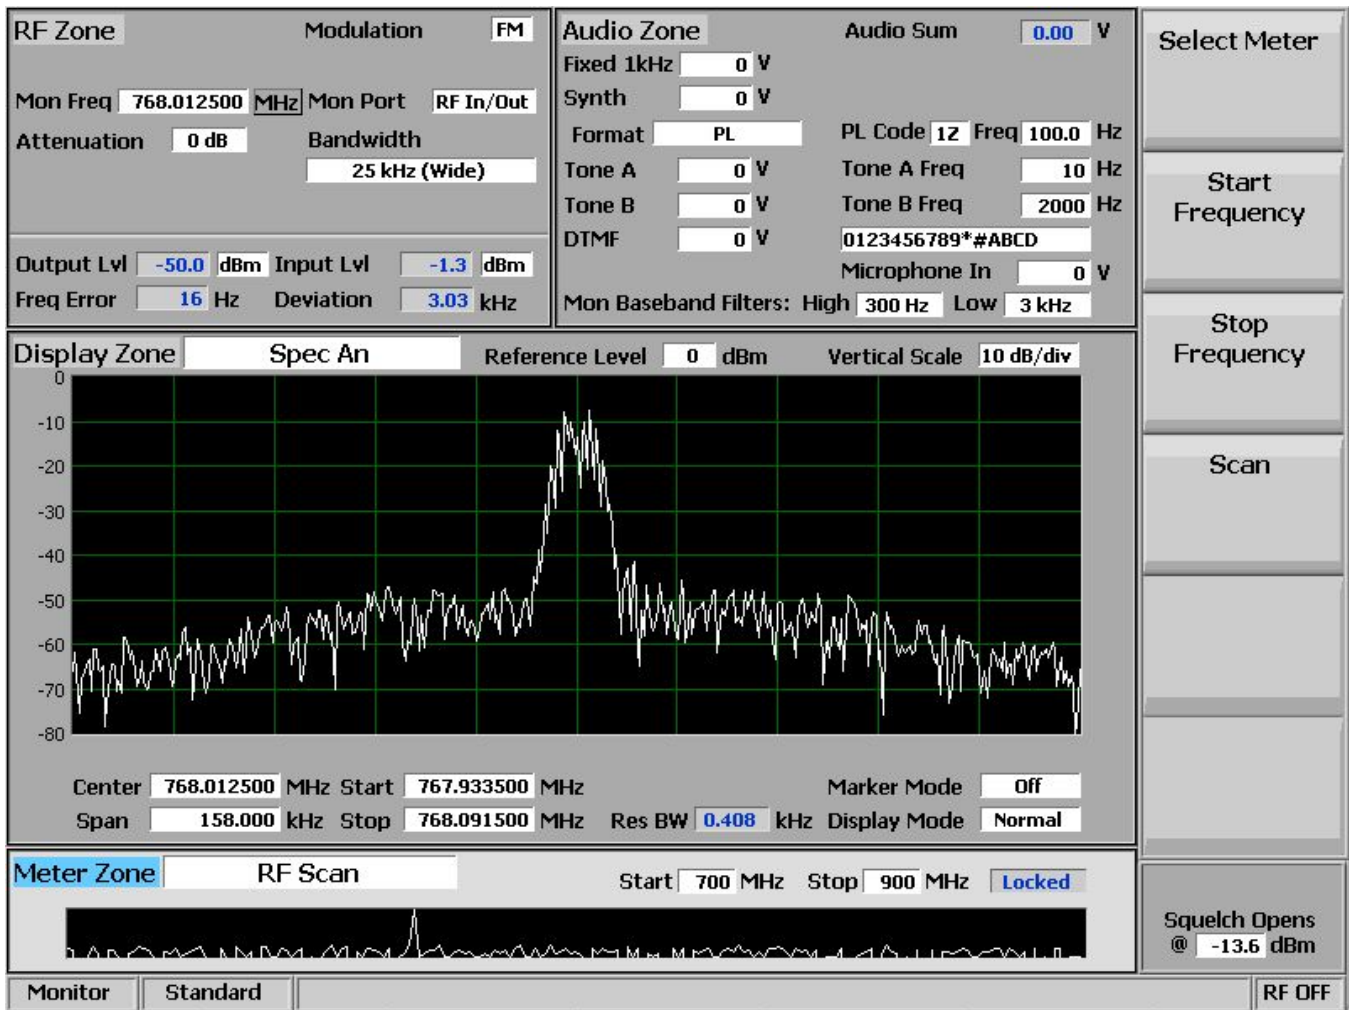 RF Zone Modulation FM
Mon Freq 768.012500 MHz Mon Port RF In/Out
Attenuation 0 dB Bandwidth
25 kHz (Wide)
Output Lvl -50.0 dBm Input Lvl -1.3 dBm
Freq Error 16 Hz Deviation 3.03 kHz
Audio Zone Audio Sum 0.00 V
Fixed 1kHz 0 V
Synth 0 V
Format PL PL Code 1Z Freq 100.0 Hz
Tone A 0 V Tone A Freq 10 Hz
Tone B 0 V Tone B Freq 2000 Hz
DTMF 0 V 0123456789*#ABCD
Microphone In 0 V
Mon Baseband Filters: High 300 Hz Low 3 kHz
Display Zone Spec An Reference Level 0 dBm Vertical Scale 10 dB/div
0
-10
-20
-30
-40
-50
-60
-70
-80
Center 768.012500 MHz Start 767.933500 MHz Marker Mode Off
Span 158.000 kHz Stop 768.091500 MHz Res BW 0.408 kHz Display Mode Normal
Meter Zone RF Scan Start 700 MHz Stop 900 MHz Locked
Select Meter
Start
Frequency
Stop
Frequency
Scan
Squelch Opens
@ -13.6 dBm
Monitor Standard RF OFF